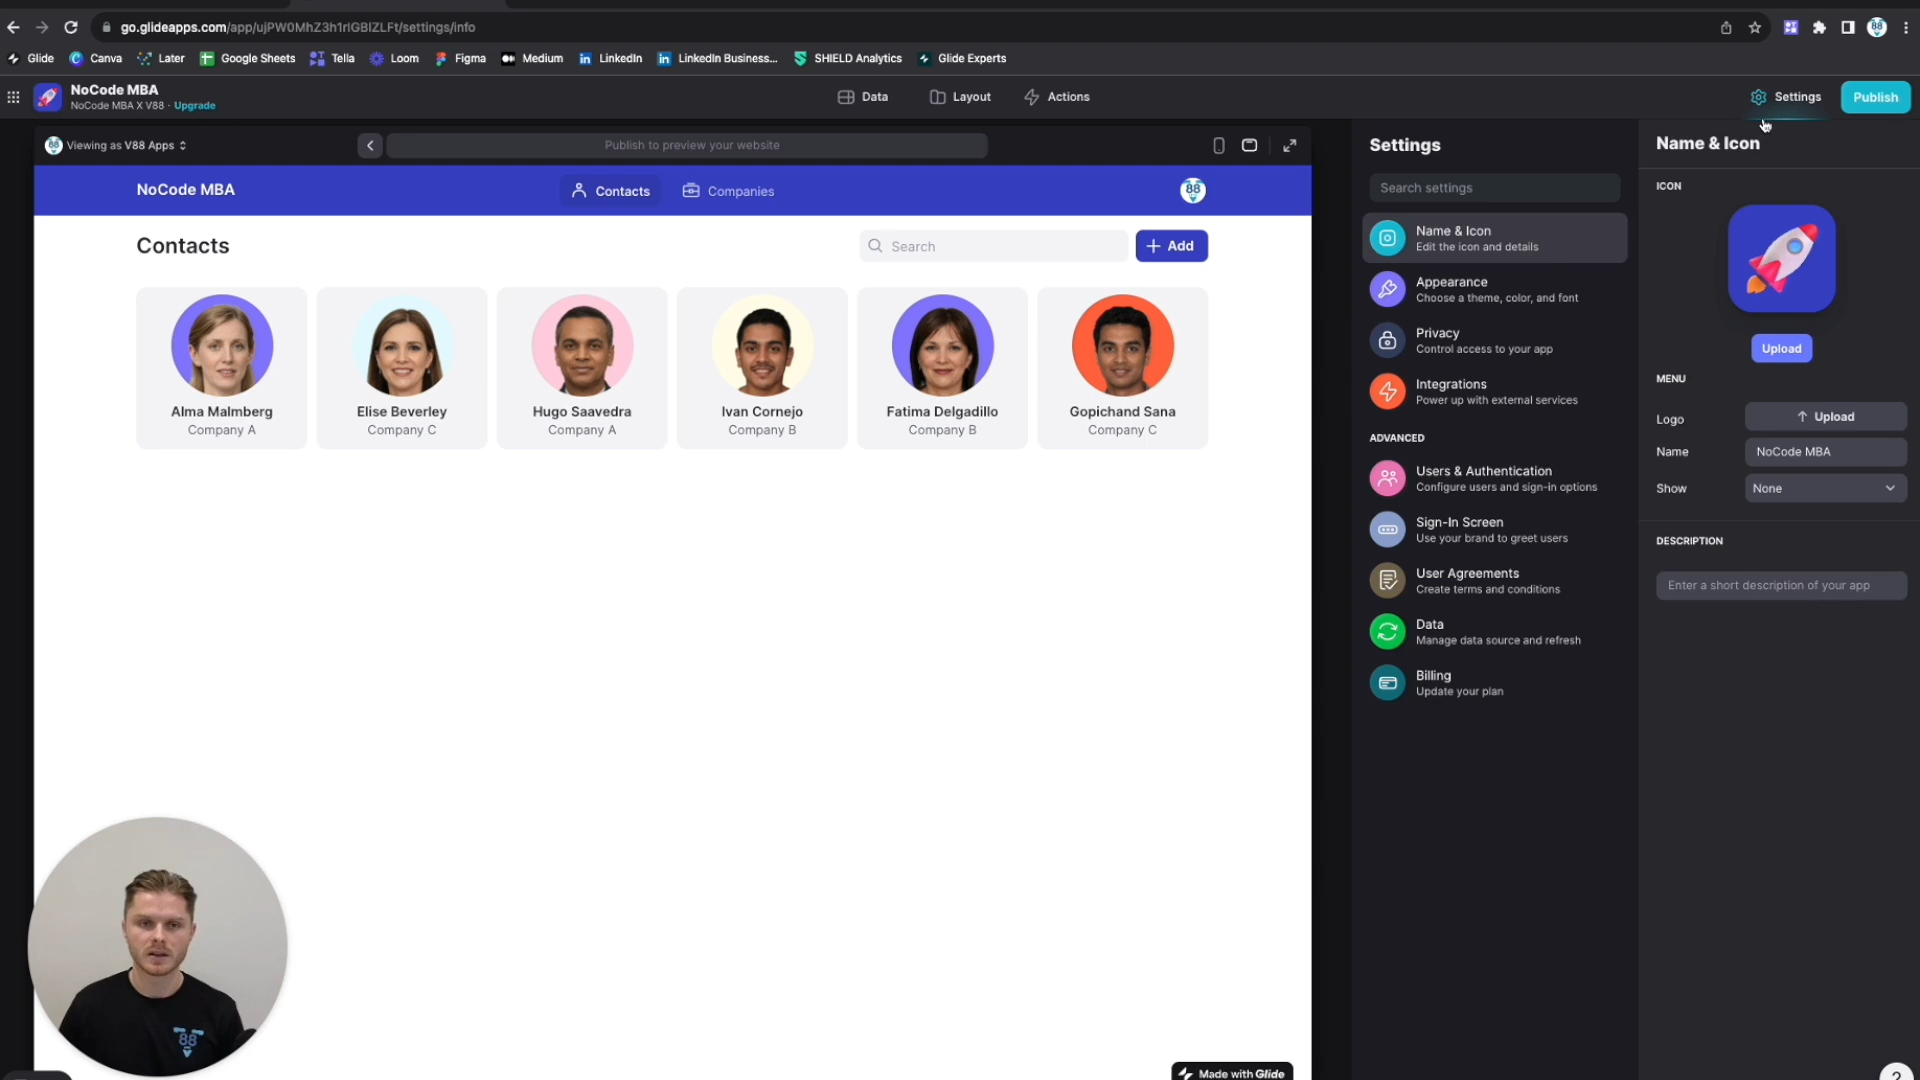 go.glideapps.com/app/ujPW0MhZ3h1rIGBIZLFt/settings/info
Glide Canva Later Google Sheets Tella Loom Figma Medium LinkedIn LinkedIn Business... SHIELD Analytics Glide Experts
NoCode MBA
NoCode MBA X V88 · Upgrade
Data Layout Actions
Settings Publish
Viewing as V88 Apps
Publish to preview your website
NoCode MBA
Contacts Companies
88
Contacts
Search
+ Add
Alma Malmberg
Company A
Elise Beverley
Company C
Hugo Saavedra
Company A
Ivan Cornejo
Company B
Fatima Delgadillo
Company B
Gopichand Sana
Company C
88
Made with Glide
Settings
Search settings
Name & Icon
Edit the icon and details
Appearance
Choose a theme, color, and font
Privacy
Control access to your app
Integrations
Power up with external services
ADVANCED
Users & Authentication
Configure users and sign-in options
Sign-In Screen
Use your brand to greet users
User Agreements
Create terms and conditions
Data
Manage data source and refresh
Billing
Update your plan
Name & Icon
ICON
Upload
MENU
Logo Upload
Name NoCode MBA
Show None
DESCRIPTION
Enter a short description of your app
?